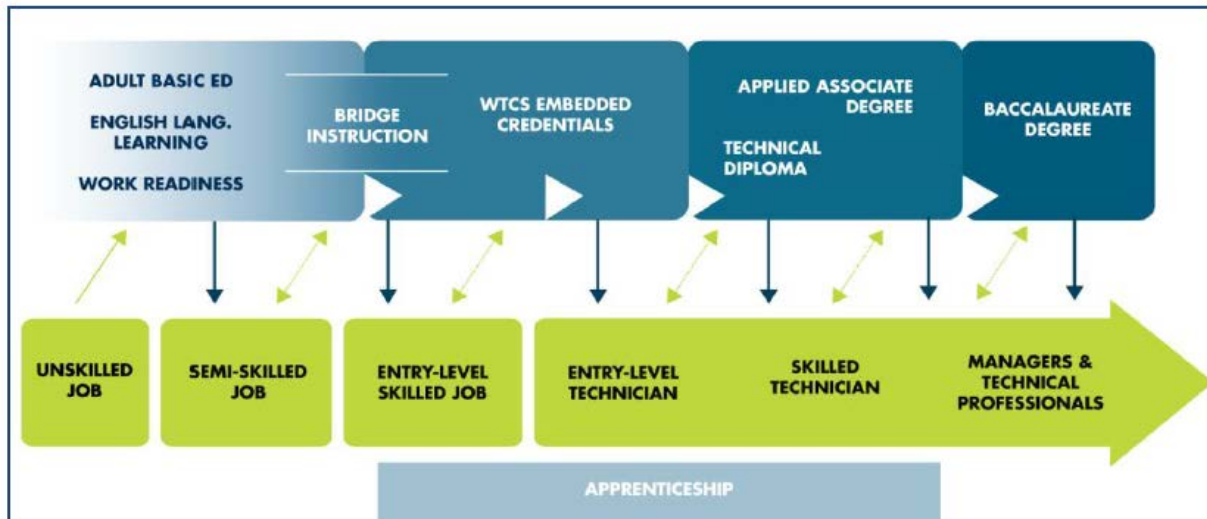 ADULT BASIC ED
ENGLISH LANG.
LEARNING
WORK READINESS
BRIDGE
INSTRUCTION
WTCS EMBEDDED
CREDENTIALS
APPLIED ASSOCIATE
DEGREE
TECHNICAL
DIPLOMA
BACCALAUREATE
DEGREE
UNSKILLED
JOB
SEMI-SKILLED
JOB
ENTRY-LEVEL
SKILLED JOB
ENTRY-LEVEL
TECHNICIAN
SKILLED
TECHNICIAN
MANAGERS &
TECHNICAL
PROFESSIONALS
APPRENTICESHIP